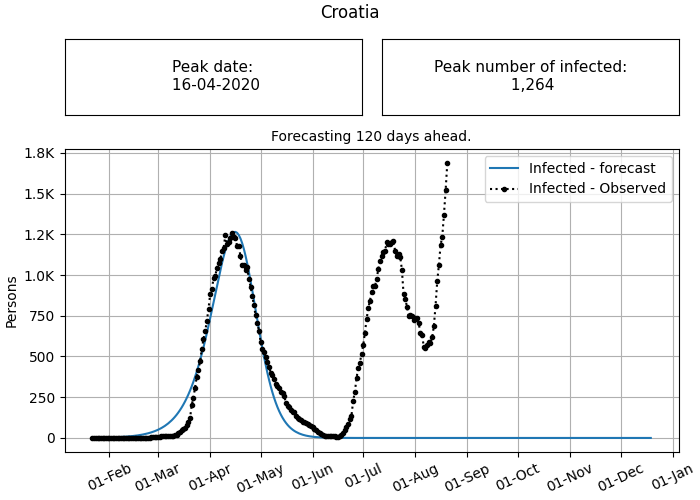 Croatia
Peak date:
16-04-2020
Peak number of infected:
1,264
Forecasting 120 days ahead.
1.8K
1.5K
1.2K
1.0K
750
500
250
0
Persons
Infected - forecast
Infected - Observed
01-Feb
01-Mar
01-Apr
01-May
01-Jun
01-Jul
01-Aug
01-Sep
01-Oct
01-Nov
01-Dec
01-Jan